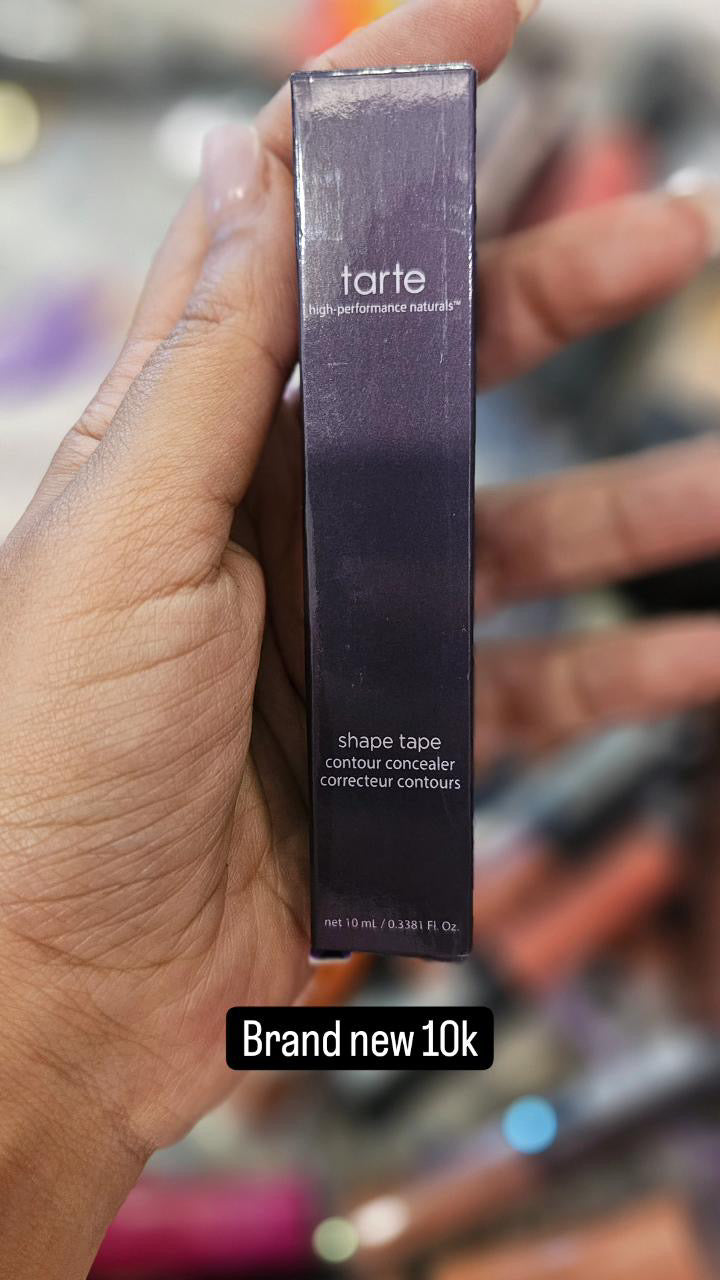 tarte
high-performance naturals™
shape tape
contour concealer
correcteur contours
net 10 mL / 0.3381 Fl. Oz.
Brand new 10k